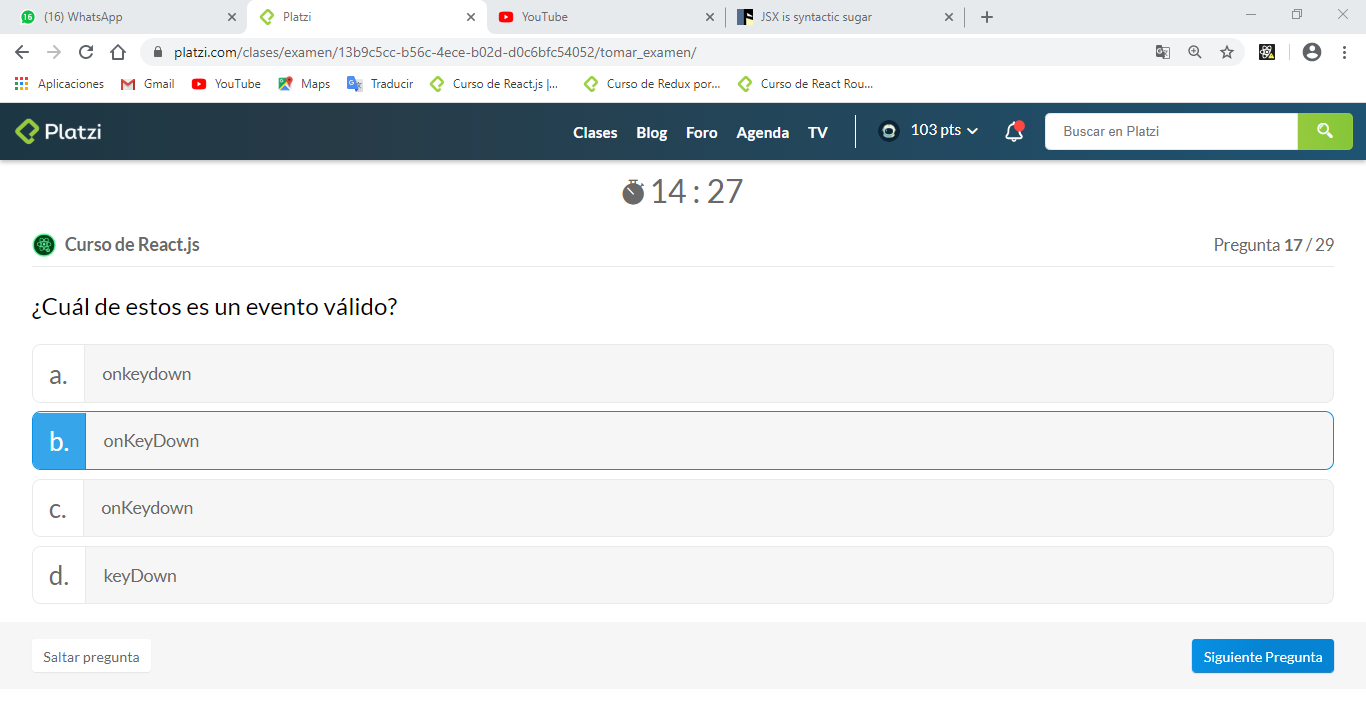 16 (16) WhatsApp
Platzi
YouTube
JSX is syntactic sugar
platzi.com/clases/examen/13b9c5cc-b56c-4ece-b02d-d0c6bfc54052/tomar_examen/
Aplicaciones Gmail YouTube Maps Traducir Curso de React.js |... Curso de Redux por... Curso de React Rou...
Platzi Clases Blog Foro Agenda TV 103 pts Buscar en Platzi
14 : 27
Curso de React.js Pregunta 17 / 29
¿Cuál de estos es un evento válido?
a. onkeydown
b. onKeyDown
c. onKeydown
d. keyDown
Saltar pregunta Siguiente Pregunta